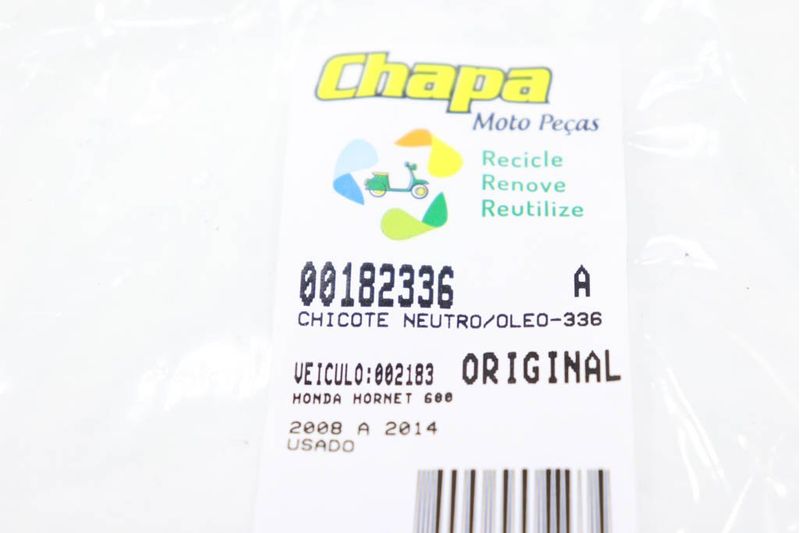 Chapa
Moto Peças
Recicle
Renove
Reutilize
00182336 A
CHICOTE NEUTRO/OLEO-336
VEICULO:002183 ORIGINAL
HONDA HORNET 600
2008 A 2014
USADO